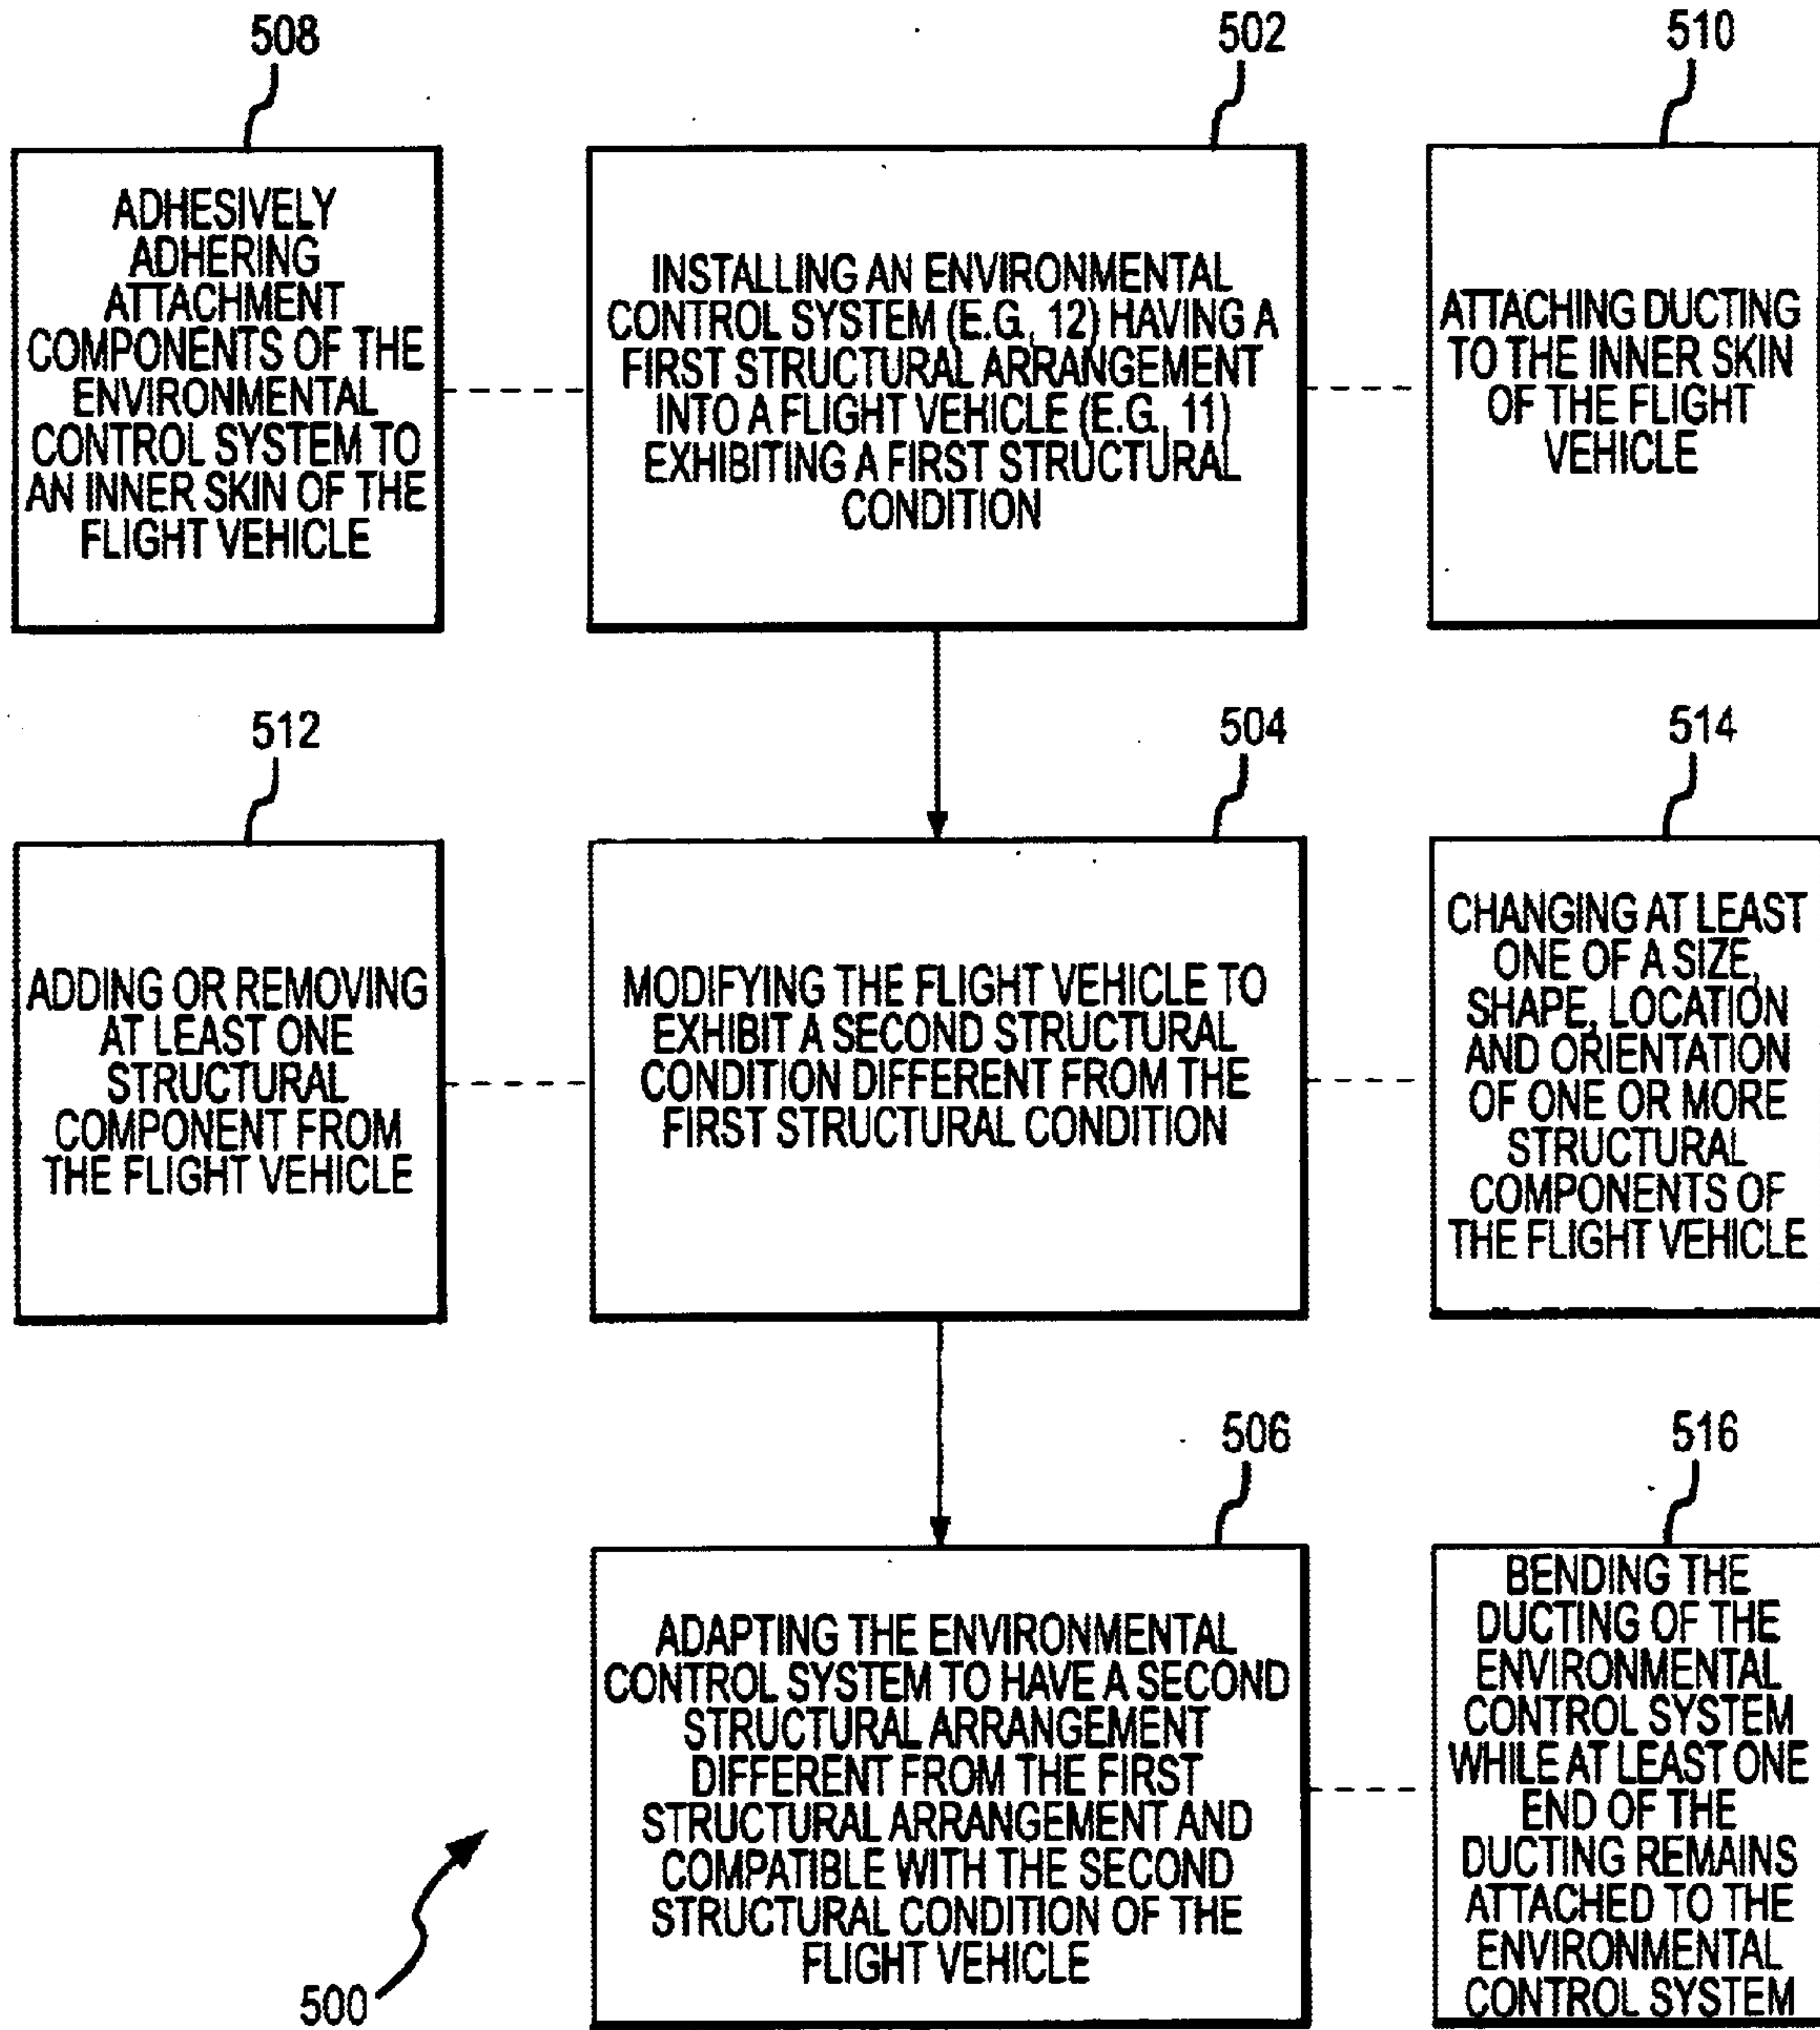 508
ADHESIVELY
ADHERING
ATTACHMENT
COMPONENTS OF THE
ENVIRONMENTAL
CONTROL SYSTEM TO
AN INNER SKIN OF THE
FLIGHT VEHICLE
502
INSTALLING AN ENVIRONMENTAL
CONTROL SYSTEM (E.G., 12) HAVING A
FIRST STRUCTURAL ARRANGEMENT
INTO A FLIGHT VEHICLE (E.G. 11)
EXHIBITING A FIRST STRUCTURAL
CONDITION
510
ATTACHING DUCTING
TO THE INNER SKIN
OF THE FLIGHT
VEHICLE
512
ADDING OR REMOVING
AT LEAST ONE
STRUCTURAL
COMPONENT FROM
THE FLIGHT VEHICLE
504
MODIFYING THE FLIGHT VEHICLE TO
EXHIBIT A SECOND STRUCTURAL
CONDITION DIFFERENT FROM THE
FIRST STRUCTURAL CONDITION
514
CHANGING AT LEAST
ONE OF A SIZE,
SHAPE, LOCATION
AND ORIENTATION
OF ONE OR MORE
STRUCTURAL
COMPONENTS OF
THE FLIGHT VEHICLE
506
ADAPTING THE ENVIRONMENTAL
CONTROL SYSTEM TO HAVE A SECOND
STRUCTURAL ARRANGEMENT
DIFFERENT FROM THE FIRST
STRUCTURAL ARRANGEMENT AND
COMPATIBLE WITH THE SECOND
STRUCTURAL CONDITION OF THE
FLIGHT VEHICLE
516
BENDING THE
DUCTING OF THE
ENVIRONMENTAL
CONTROL SYSTEM
WHILE AT LEAST ONE
END OF THE
DUCTING REMAINS
ATTACHED TO THE
ENVIRONMENTAL
CONTROL SYSTEM
500